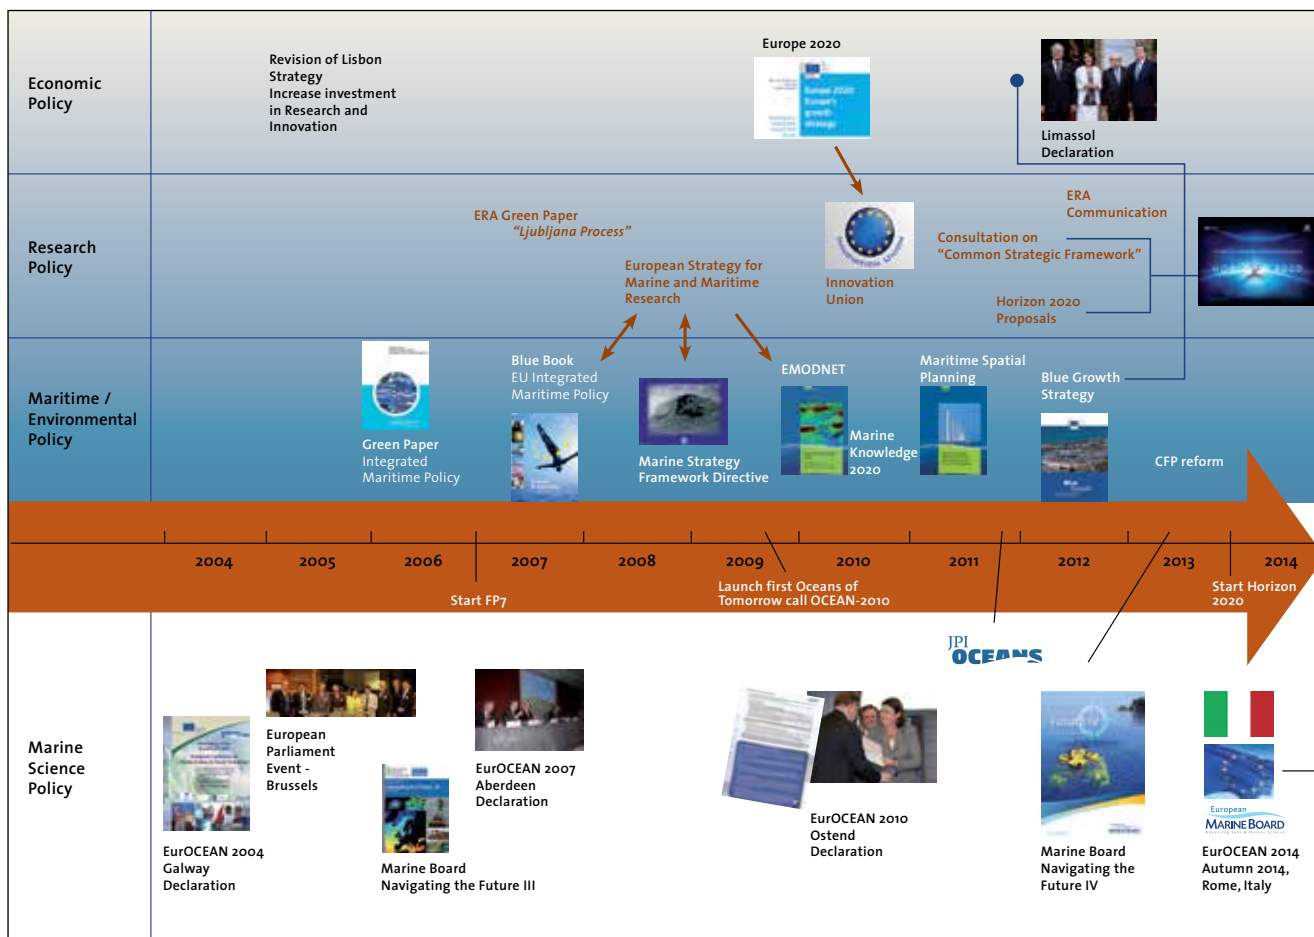 Economic
Policy
Revision of Lisbon
Strategy
Increase investment
in Research and
Innovation
Europe 2020
Europe 2020:
Europe's
growth
strategy
Limassol
Declaration
Research
Policy
ERA Green Paper
"Ljubljana Process"
European Strategy for
Marine and Maritime
Research
Innovation
Union
ERA
Communication
Consultation on
"Common Strategic Framework"
Horizon 2020
Proposals
HORIZON 2020
Maritime /
Environmental
Policy
Green Paper
Integrated
Maritime Policy
Blue Book
EU Integrated
Maritime Policy
Marine Strategy
Framework Directive
EMODNET
Marine
Knowledge
2020
Maritime Spatial
Planning
Blue Growth
Strategy
CFP reform
2004 2005 2006 2007 2008 2009 2010 2011 2012 2013 2014
Start FP7
Launch first Oceans of
Tomorrow call OCEAN-2010
Start Horizon
2020
JPI
OCEANS
Marine
Science
Policy
EurOCEAN 2004
Galway
Declaration
European
Parliament
Event -
Brussels
Marine Board
Navigating the Future III
EurOCEAN 2007
Aberdeen
Declaration
EurOCEAN 2010
Ostend
Declaration
Marine Board
Navigating the
Future IV
European
MARINE BOARD
EurOCEAN 2014
Autumn 2014,
Rome, Italy